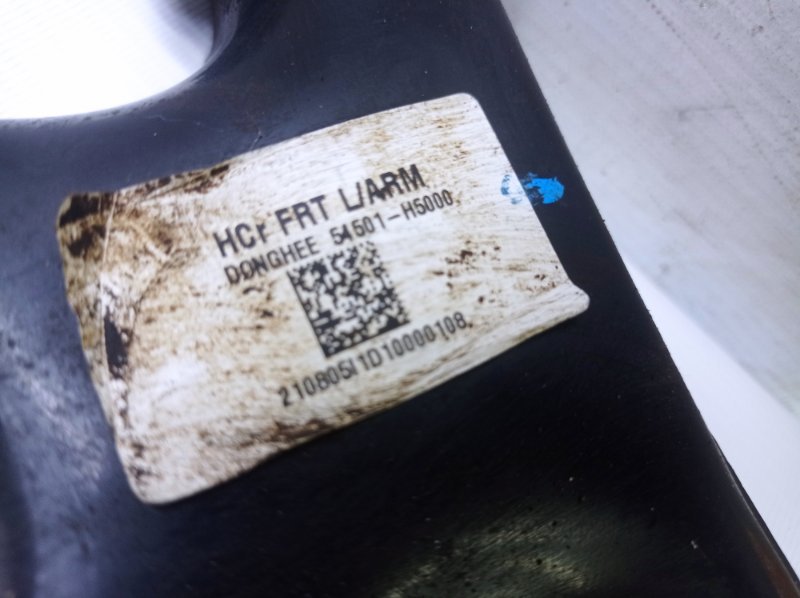 HCr FRT L/ARM
DONGHEE 54501-H5000
210805I1D10000108